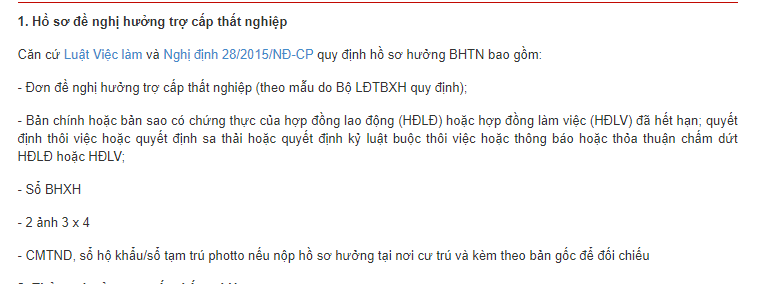 1. Hồ sơ đề nghị hưởng trợ cấp thất nghiệp
Căn cứ Luật Việc làm và Nghị định 28/2015/NĐ-CP quy định hồ sơ hưởng BHTN bao gồm:
- Đơn đề nghị hưởng trợ cấp thất nghiệp (theo mẫu do Bộ LĐTBXH quy định);
- Bản chính hoặc bản sao có chứng thực của hợp đồng lao động (HĐLĐ) hoặc hợp đồng làm việc (HĐLV) đã hết hạn; quyết
định thôi việc hoặc quyết định sa thải hoặc quyết định kỷ luật buộc thôi việc hoặc thông báo hoặc thỏa thuận chấm dứt
HĐLĐ hoặc HĐLV;
- Sổ BHXH
- 2 ảnh 3 x 4
- CMTND, sổ hộ khẩu/sổ tạm trú photto nếu nộp hồ sơ hưởng tại nơi cư trú và kèm theo bản gốc để đối chiếu